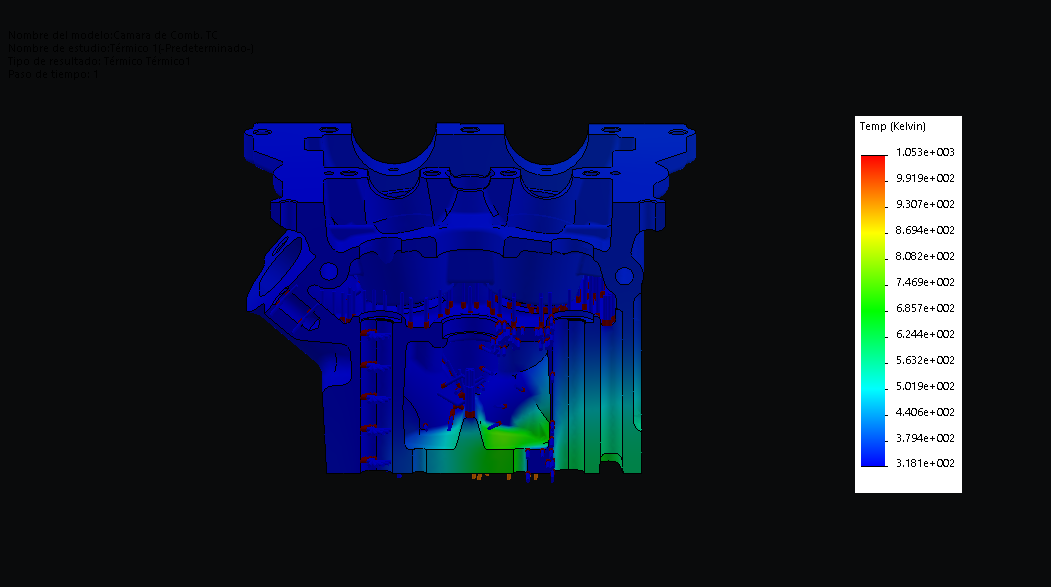 Nombre del modelo:Camara de Comp. TC
Nombre de estudio:Térmico 1(-Predeterminado-)
Tipo de resultado: Térmico Térmico1
Paso de tiempo: 1
Temp (Kelvin)
1.053e+003
9.919e+002
9.307e+002
8.694e+002
8.082e+002
7.469e+002
6.857e+002
6.244e+002
5.632e+002
5.019e+002
4.406e+002
3.794e+002
3.181e+002